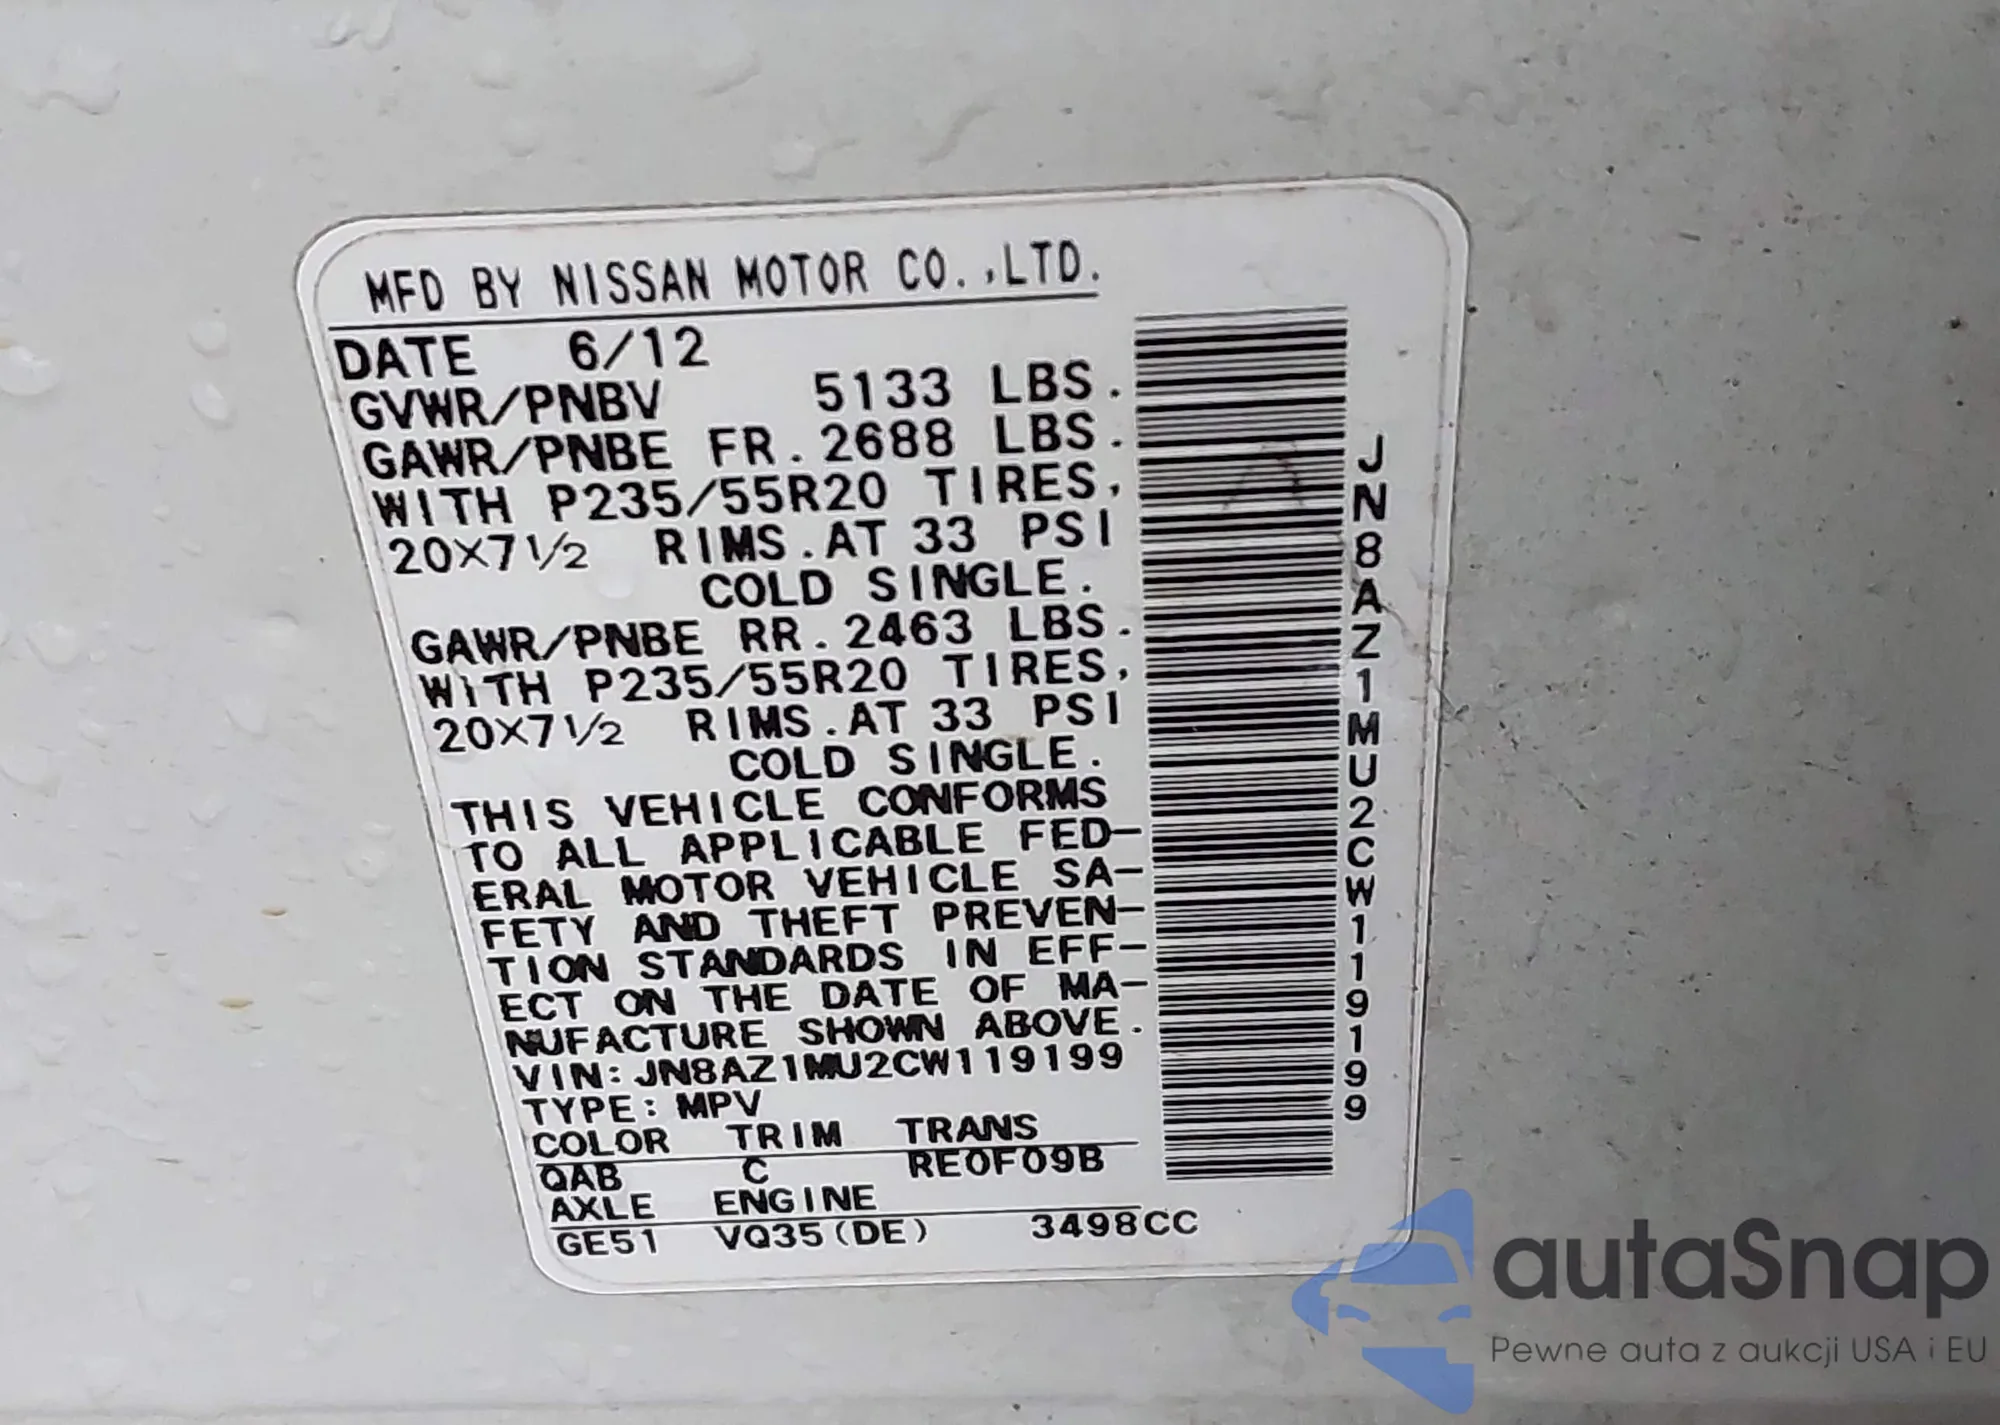 MFD BY NISSAN MOTOR CO.,LTD.
DATE 6/12
GVWR/PNBV 5133 LBS.
GAWR/PNBE FR.2688 LBS.
WITH P235/55R20 TIRES,
20X7 1/2 RIMS.AT 33 PSI
COLD SINGLE.
GAWR/PNBE RR.2463 LBS.
WITH P235/55R20 TIRES,
20X7 1/2 RIMS.AT 33 PSI
COLD SINGLE.
THIS VEHICLE CONFORMS
TO ALL APPLICABLE FED-
ERAL MOTOR VEHICLE SA-
FETY AND THEFT PREVEN-
TION STANDARDS IN EFF-
ECT ON THE DATE OF MA-
NUFACTURE SHOWN ABOVE.
VIN:JN8AZ1MU2CW119199
TYPE:MPV
COLOR TRIM TRANS
QAB C RE0F09B
AXLE ENGINE
GE51 VQ35(DE) 3498CC
JN8AZ1MU2CW119199
autaSnap
Pewne auta z aukcji USA i EU